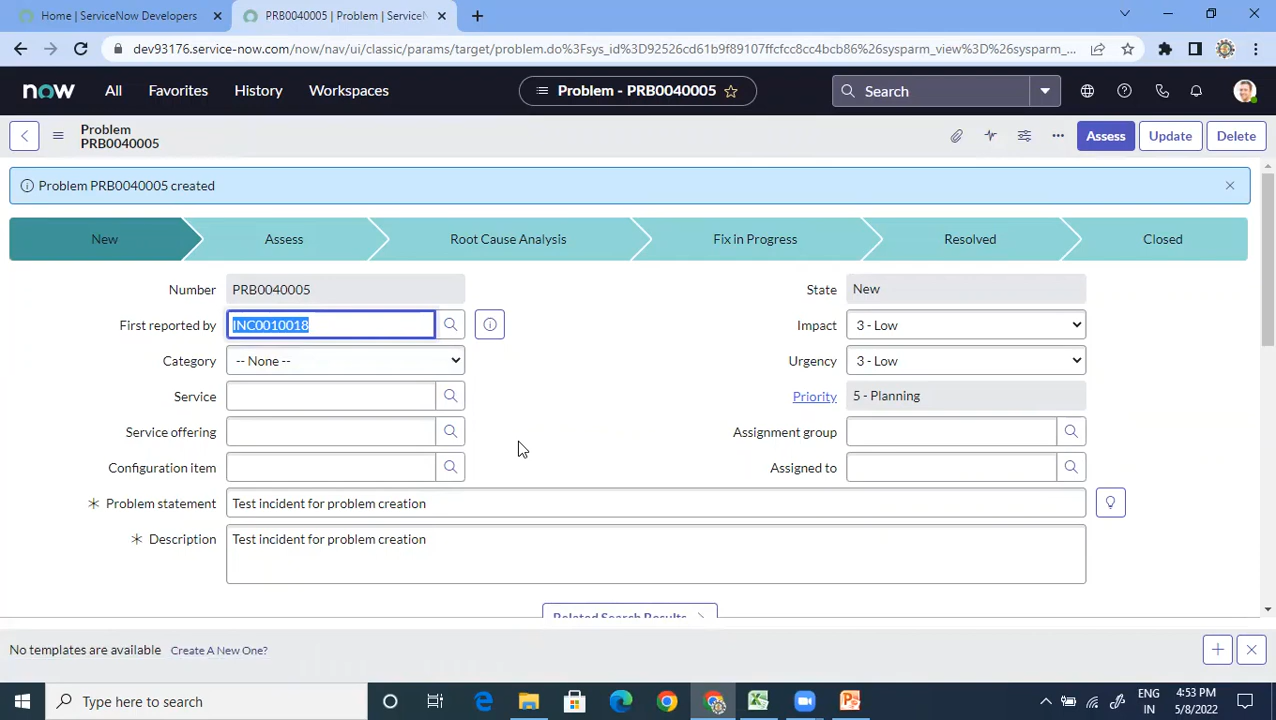 Home | ServiceNow Developers
PRB0040005 | Problem | ServiceN
dev93176.service-now.com/now/nav/ui/classic/params/target/problem.do%3Fsys_id%3D92526cd61b9f89107ffcfcc8cc4bcb86%26sysparm_view%3D%26sysparm_...
now All Favorites History Workspaces
Problem - PRB0040005
Search
Problem
PRB0040005
Assess Update Delete
Problem PRB0040005 created
New Assess Root Cause Analysis Fix in Progress Resolved Closed
Number PRB0040005 State New
First reported by INC0010018 Impact 3 - Low
Category -- None -- Urgency 3 - Low
Service Priority 5 - Planning
Service offering Assignment group
Configuration item Assigned to
Problem statement Test incident for problem creation
Description Test incident for problem creation
Related Search Results
No templates are available Create A New One?
Type here to search
ENG
IN
4:53 PM
5/8/2022